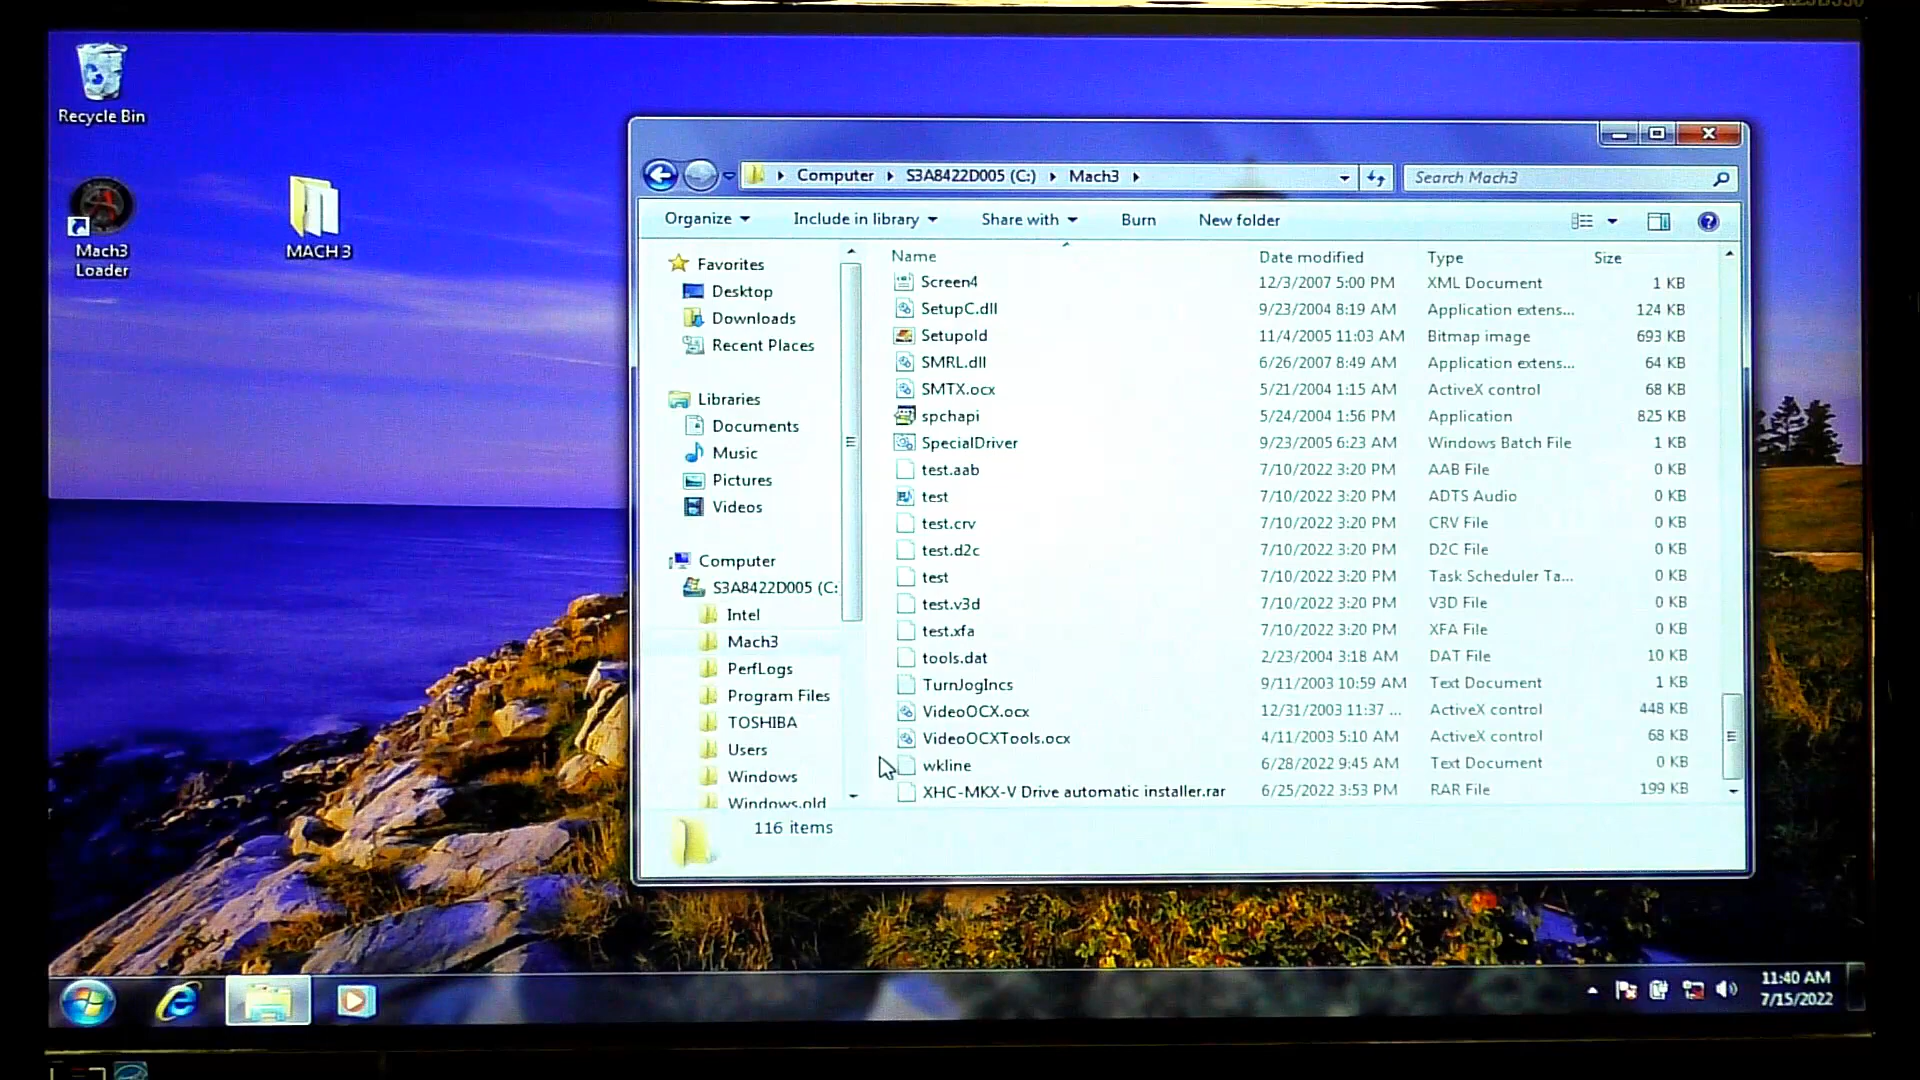 Recycle Bin
Mach3
Loader
MACH 3
Computer
S3A8422D005 (C:)
Mach3
Search Mach3
Organize
Include in library
Share with
Burn
New folder
Favorites
Desktop
Downloads
Recent Places
Libraries
Documents
Music
Pictures
Videos
Computer
S3A8422D005 (C:
Intel
Mach3
PerfLogs
Program Files
TOSHIBA
Users
Windows
Windows.old
Name Date modified Type Size
Screen4 12/3/2007 5:00 PM XML Document 1 KB
SetupC.dll 9/23/2004 8:19 AM Application extens... 124 KB
Setupold 11/4/2005 11:03 AM Bitmap image 693 KB
SMRL.dll 6/26/2007 8:49 AM Application extens... 64 KB
SMTX.ocx 5/21/2004 1:15 AM ActiveX control 68 KB
spchapi 5/24/2004 1:56 PM Application 825 KB
SpecialDriver 9/23/2005 6:23 AM Windows Batch File 1 KB
test.aab 7/10/2022 3:20 PM AAB File 0 KB
test 7/10/2022 3:20 PM ADTS Audio 0 KB
test.crv 7/10/2022 3:20 PM CRV File 0 KB
test.d2c 7/10/2022 3:20 PM D2C File 0 KB
test 7/10/2022 3:20 PM Task Scheduler Ta... 0 KB
test.v3d 7/10/2022 3:20 PM V3D File 0 KB
test.xfa 7/10/2022 3:20 PM XFA File 0 KB
tools.dat 2/23/2004 3:18 AM DAT File 10 KB
TurnJogIncs 9/11/2003 10:59 AM Text Document 1 KB
VideoOCX.ocx 12/31/2003 11:37 ... ActiveX control 448 KB
VideoOCXTools.ocx 4/11/2003 5:10 AM ActiveX control 68 KB
wkline 6/28/2022 9:45 AM Text Document 0 KB
XHC-MKX-V Drive automatic installer.rar 6/25/2022 3:53 PM RAR File 199 KB
116 items
11:40 AM
7/15/2022